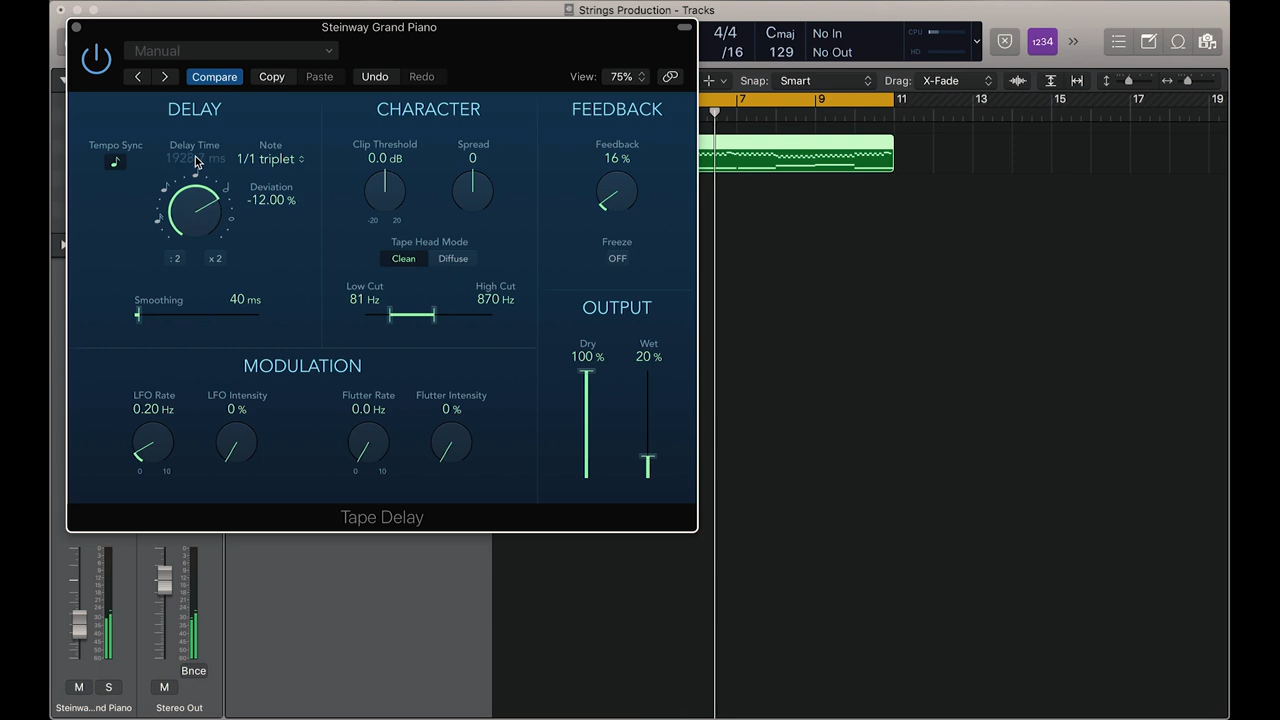 Strings Production - Tracks
Steinway Grand Piano
4/4
/16
Cmaj
129
No In
No Out
CPU
HD
1234
Manual
Compare
Copy
Paste
Undo
Redo
View:
75%
Snap:
Smart
Drag:
X-Fade
7
9
11
13
15
17
19
DELAY
CHARACTER
FEEDBACK
Tempo Sync
Delay Time
ms
Note
1/1 triplet
Deviation
-12.00 %
: 2
x 2
Smoothing
40 ms
Clip Threshold
0.0 dB
-20
20
Spread
0
Tape Head Mode
Clean
Diffuse
Low Cut
81 Hz
High Cut
870 Hz
Feedback
16 %
Freeze
OFF
OUTPUT
Dry
100 %
Wet
20 %
MODULATION
LFO Rate
0.20 Hz
0
10
LFO Intensity
0 %
Flutter Rate
0.0 Hz
0
10
Flutter Intensity
0 %
Tape Delay
Bnce
M
S
M
Steinwa...nd Piano
Stereo Out